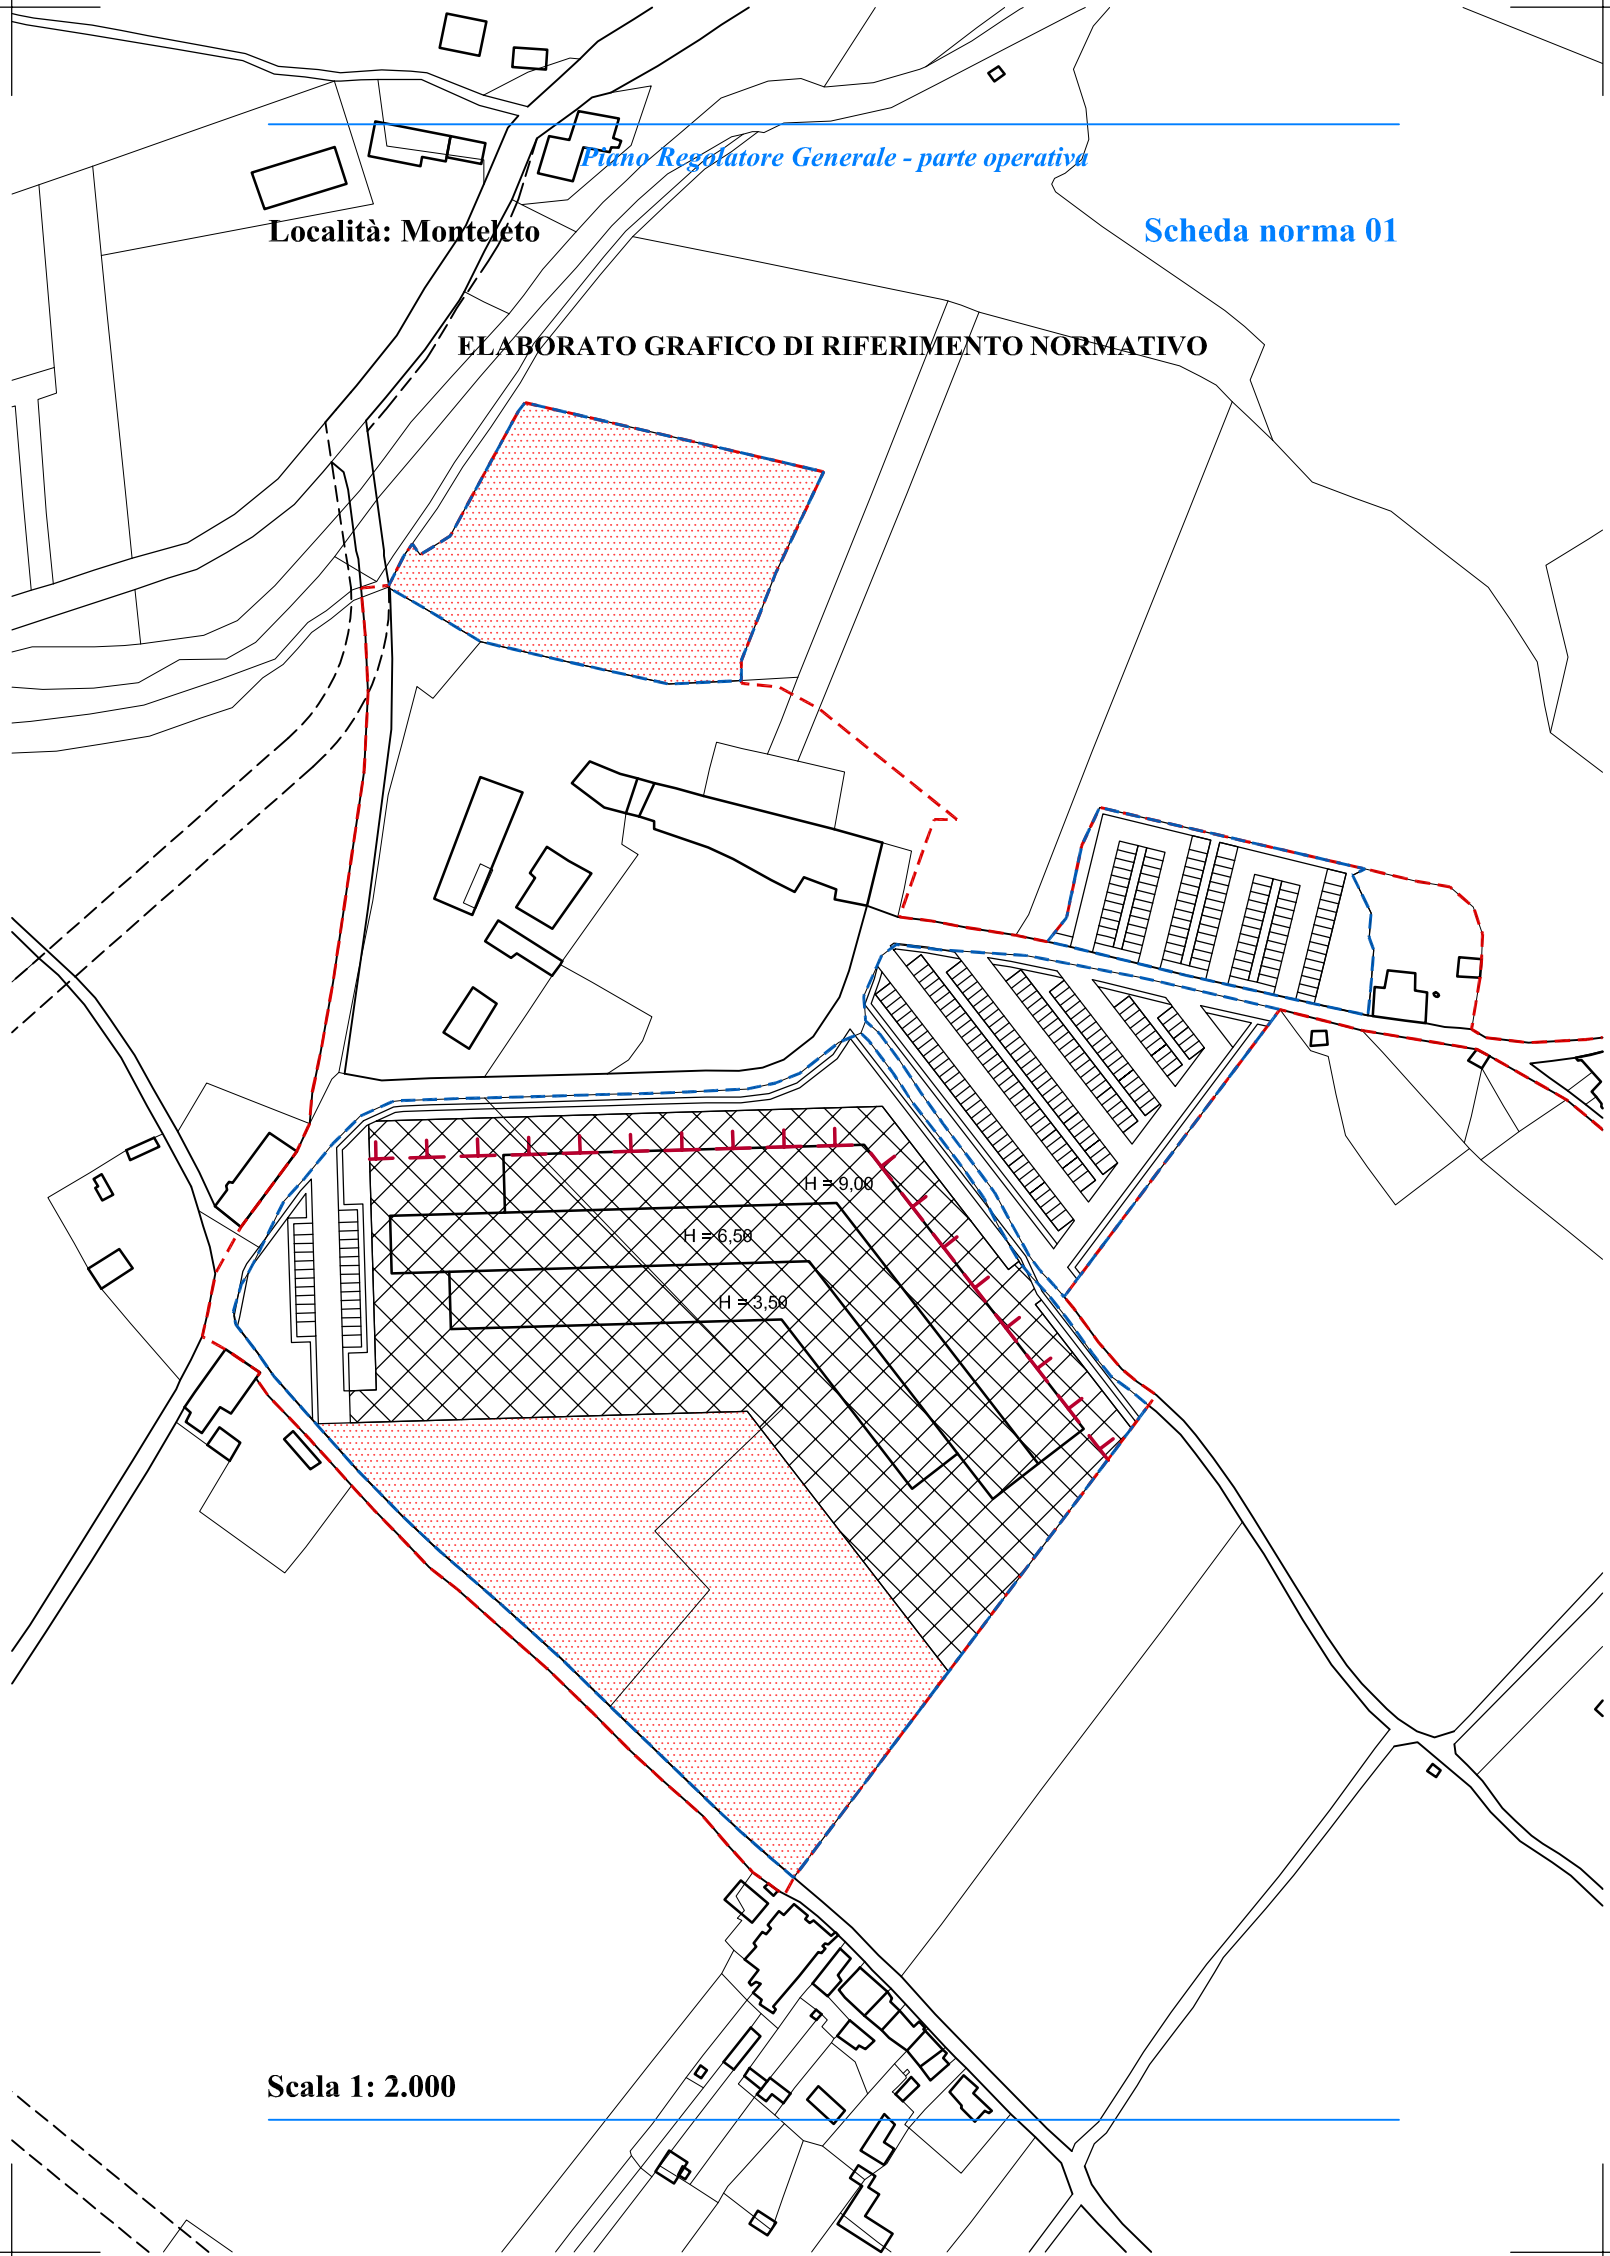 Piano Regolatore Generale - parte operativa
Località: Monteleto
Scheda norma 01
ELABORATO GRAFICO DI RIFERIMENTO NORMATIVO
H = 9,00
H = 6,50
H = 3,50
Scala 1: 2.000